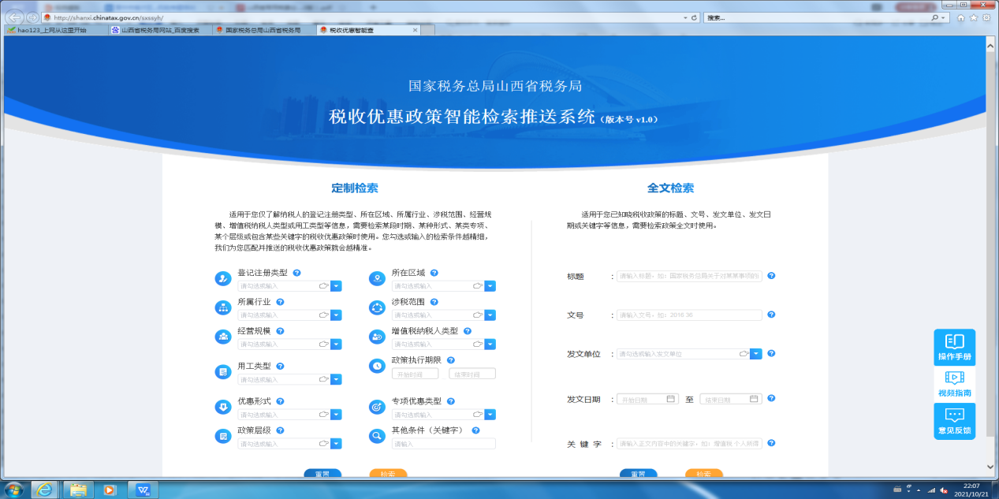 http://shanxi.chinatax.gov.cn/sxssyh/
搜索...
hao123_上网从这里开始
山西省税务局网站_百度搜索
国家税务总局山西省税务局
税收优惠智能查
国家税务总局山西省税务局
税收优惠政策智能检索推送系统（版本号 v1.0）
定制检索
适用于您仅了解纳税人的登记注册类型、所在区域、所属行业、涉税范围、经营规
模、增值税纳税人类型或用工类型等信息，需要检索某段时期、某种形式、某类专项、
某个层级或包含某些关键字的税收优惠政策时使用。您勾选或输入的检索条件越精细，
我们为您匹配并推送的税收优惠政策就会越精准。
登记注册类型
请勾选或输入
所在区域
请勾选或输入
所属行业
请勾选或输入
涉税范围
请勾选或输入
经营规模
请勾选或输入
增值税纳税人类型
请勾选或输入
用工类型
请勾选或输入
政策执行期限
开始时间
结束时间
优惠形式
请勾选或输入
专项优惠类型
请勾选或输入
政策层级
请勾选或输入
其他条件（关键字）
请输入
重置
检索
全文检索
适用于您已知晓税收政策的标题、文号、发文单位、发文日
期或关键字等信息，需要检索政策全文时使用。
标题 ： 请输入标题，如：国家税务总局关于对某某事项的
文号 ： 请输入文号，如：2016 36
发文单位 ： 请勾选或输入发文单位
发文日期 ： 开始日期 至 结束日期
关 键 字 ： 请输入正文内容中的关键字，如：增值税 个人所得
重置
检索
操作手册
视频指南
意见反馈
22:07
2021/10/21